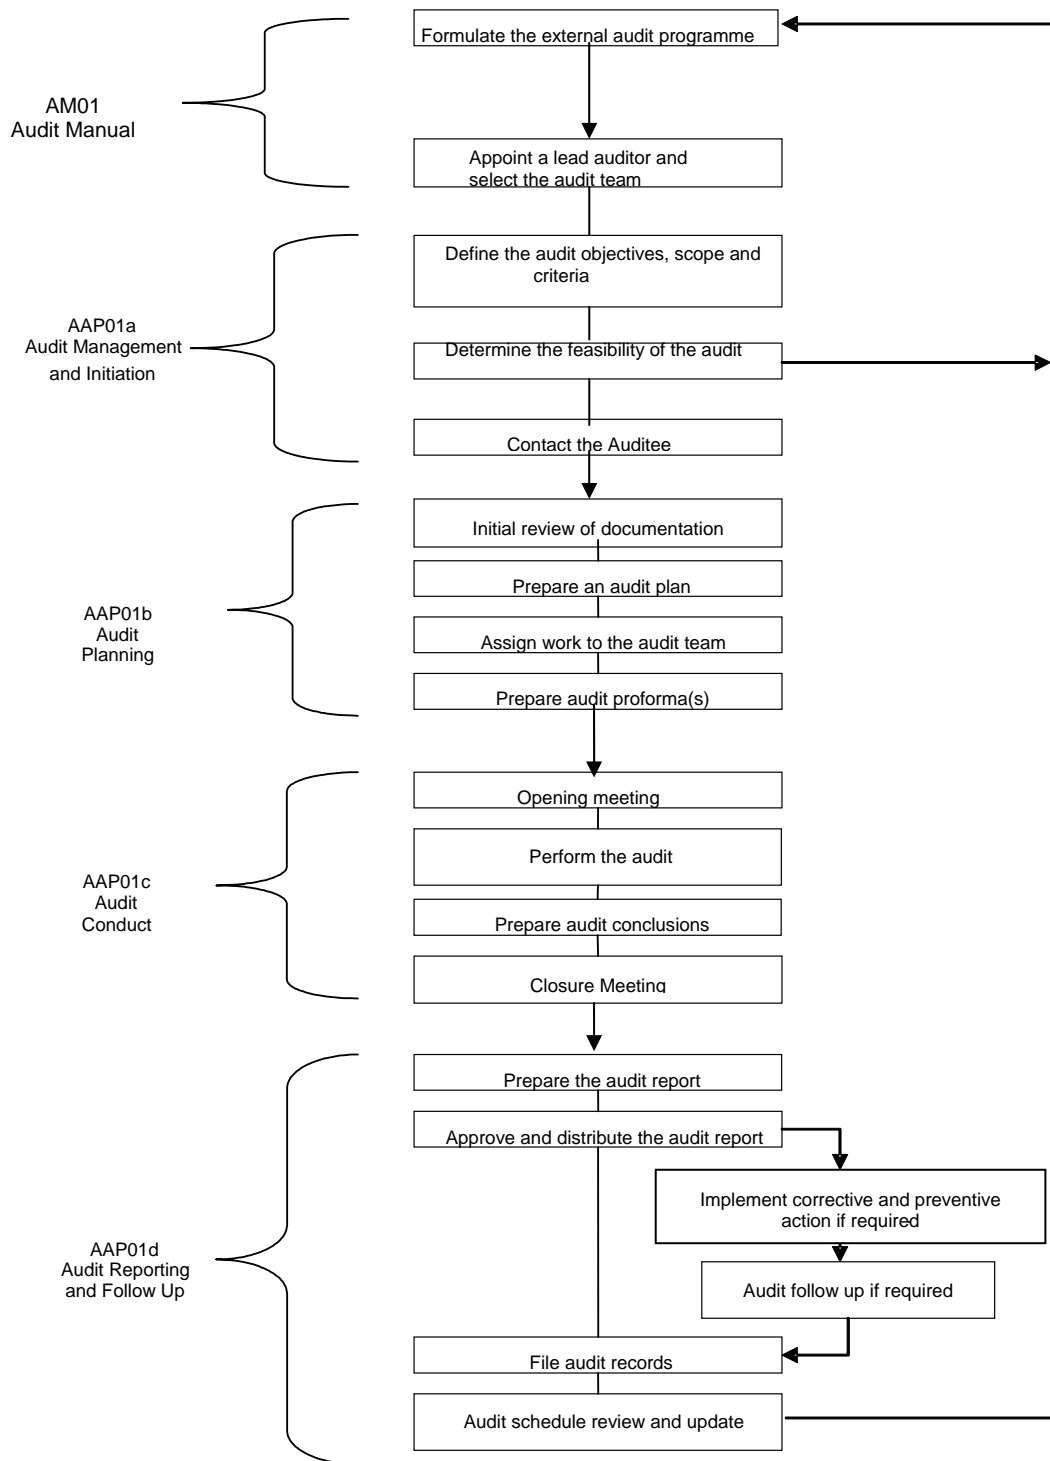 Formulate the external audit programme
AM01
Audit Manual
Appoint a lead auditor and
select the audit team
Define the audit objectives, scope and
criteria
AAP01a
Audit Management
and Initiation
Determine the feasibility of the audit
Contact the Auditee
Initial review of documentation
Prepare an audit plan
AAP01b
Audit
Planning
Assign work to the audit team
Prepare audit proforma(s)
Opening meeting
Perform the audit
AAP01c
Audit
Conduct
Prepare audit conclusions
Closure Meeting
Prepare the audit report
Approve and distribute the audit report
Implement corrective and preventive
action if required
AAP01d
Audit Reporting
and Follow Up
Audit follow up if required
File audit records
Audit schedule review and update